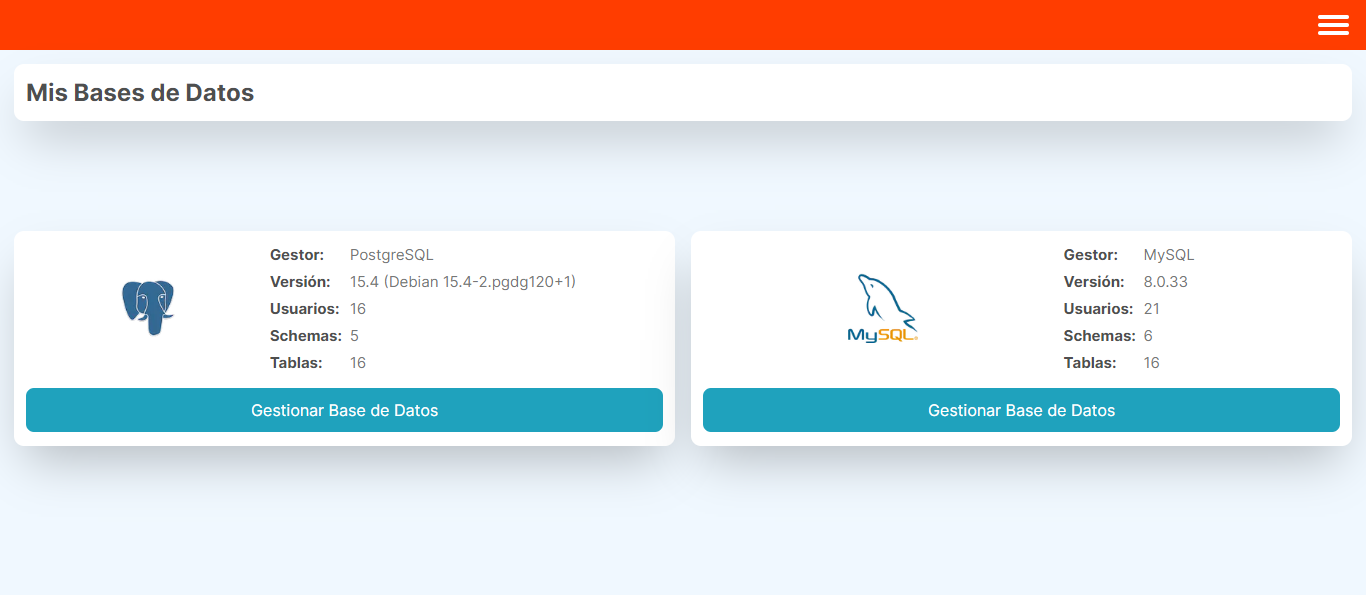 Mis Bases de Datos
Gestor: PostgreSQL
Versión: 15.4 (Debian 15.4-2.pgdg120+1)
Usuarios: 16
Schemas: 5
Tablas: 16
Gestionar Base de Datos
MySQL
Gestor: MySQL
Versión: 8.0.33
Usuarios: 21
Schemas: 6
Tablas: 16
Gestionar Base de Datos